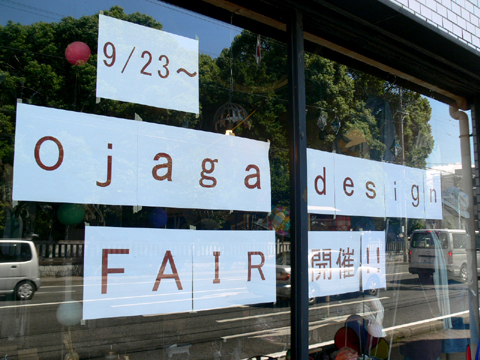 9/23~
Ojaga design
FAIR 開催!!